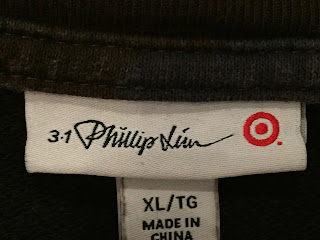 3.1 Phillip Lim
XL/TG
MADE IN
CHINA